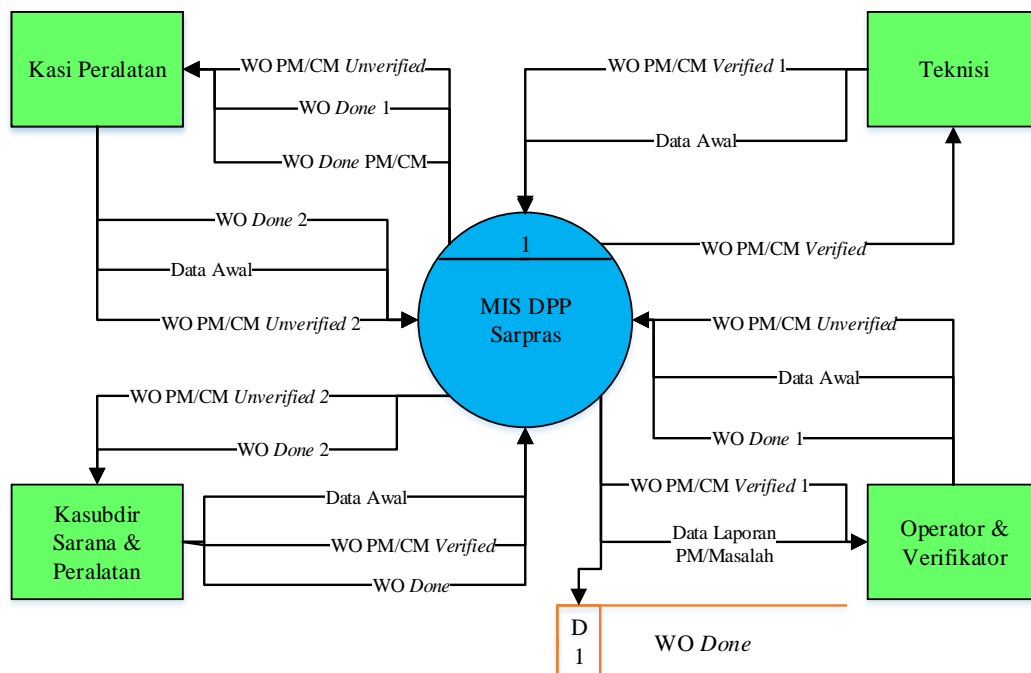 Kasi Peralatan
WO PM/CM Unverified
WO Done 1
WO Done PM/CM
WO PM/CM Verified 1
Data Awal
Teknisi
WO Done 2
Data Awal
WO PM/CM Unverified 2
1
MIS DPP
Sarpras
WO PM/CM Verified
WO PM/CM Unverified
Data Awal
WO Done 1
WO PM/CM Unverified 2
WO Done 2
Kasubdir
Sarana &
Peralatan
Data Awal
WO PM/CM Verified
WO Done
WO PM/CM Verified 1
Data Laporan
PM/Masalah
Operator &
Verifikator
D
1
WO Done